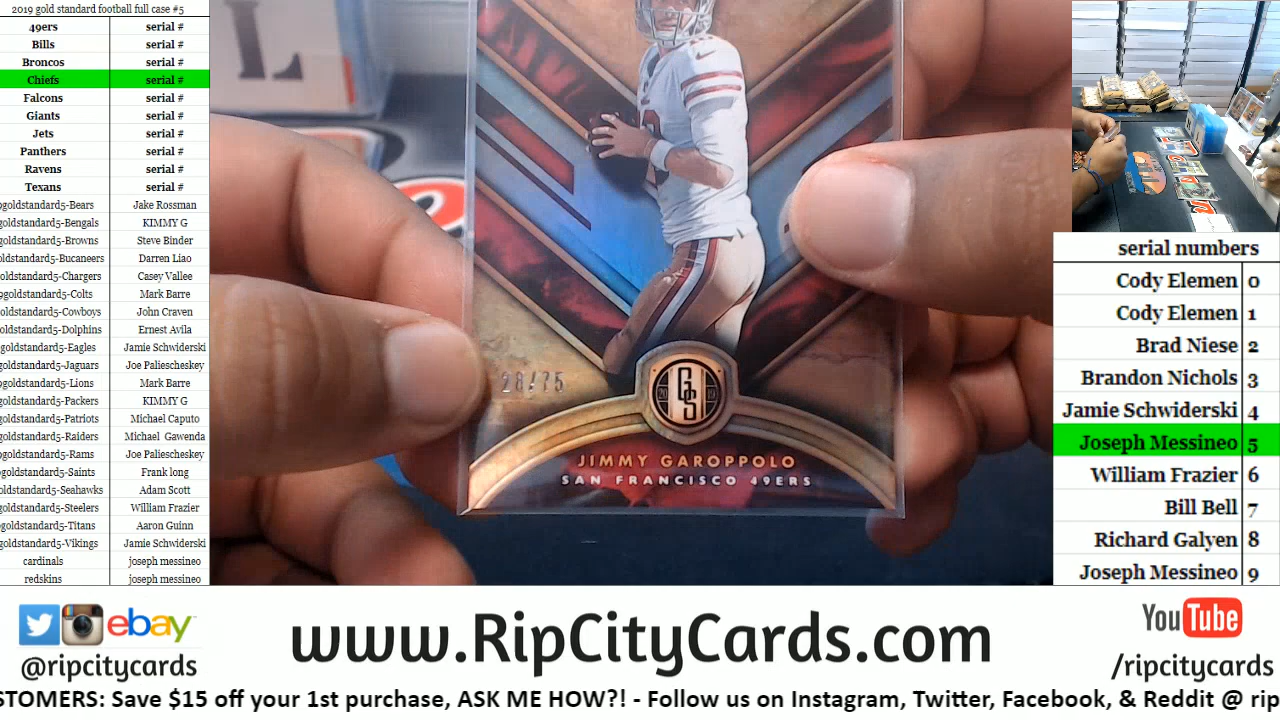 2019 gold standard football full case #5
49ers serial #
Bills serial #
Broncos serial #
Chiefs serial #
Falcons serial #
Giants serial #
Jets serial #
Panthers serial #
Ravens serial #
Texans serial #
goldstandard5-Bears Jake Rossman
goldstandard5-Bengals KIMMY G
goldstandard5-Browns Steve Binder
goldstandard5-Bucaneers Darren Liao
goldstandard5-Chargers Casey Vallee
goldstandard5-Colts Mark Barre
goldstandard5-Cowboys John Craven
goldstandard5-Dolphins Ernest Avila
goldstandard5-Eagles Jamie Schwiderski
goldstandard5-Jaguars Joe Paliescheskey
goldstandard5-Lions Mark Barre
goldstandard5-Packers KIMMY G
goldstandard5-Patriots Michael Caputo
goldstandard5-Raiders Michael Gawenda
goldstandard5-Rams Joe Paliescheskey
goldstandard5-Saints Frank long
goldstandard5-Seahawks Adam Scott
goldstandard5-Steelers William Frazier
goldstandard5-Titans Aaron Guinn
goldstandard5-Vikings Jamie Schwiderski
cardinals joseph messineo
redskins joseph messineo
L
28/75
20 GS 19
JIMMY GAROPPOLO
SAN FRANCISCO 49ERS
serial numbers
Cody Elemen 0
Cody Elemen 1
Brad Niese 2
Brandon Nichols 3
Jamie Schwiderski 4
Joseph Messineo 5
William Frazier 6
Bill Bell 7
Richard Galyen 8
Joseph Messineo 9
ebay
@ripcitycards
www.RipCityCards.com
YouTube
/ripcitycards
STOMERS: Save $15 off your 1st purchase, ASK ME HOW?! - Follow us on Instagram, Twitter, Facebook, & Reddit @ rip